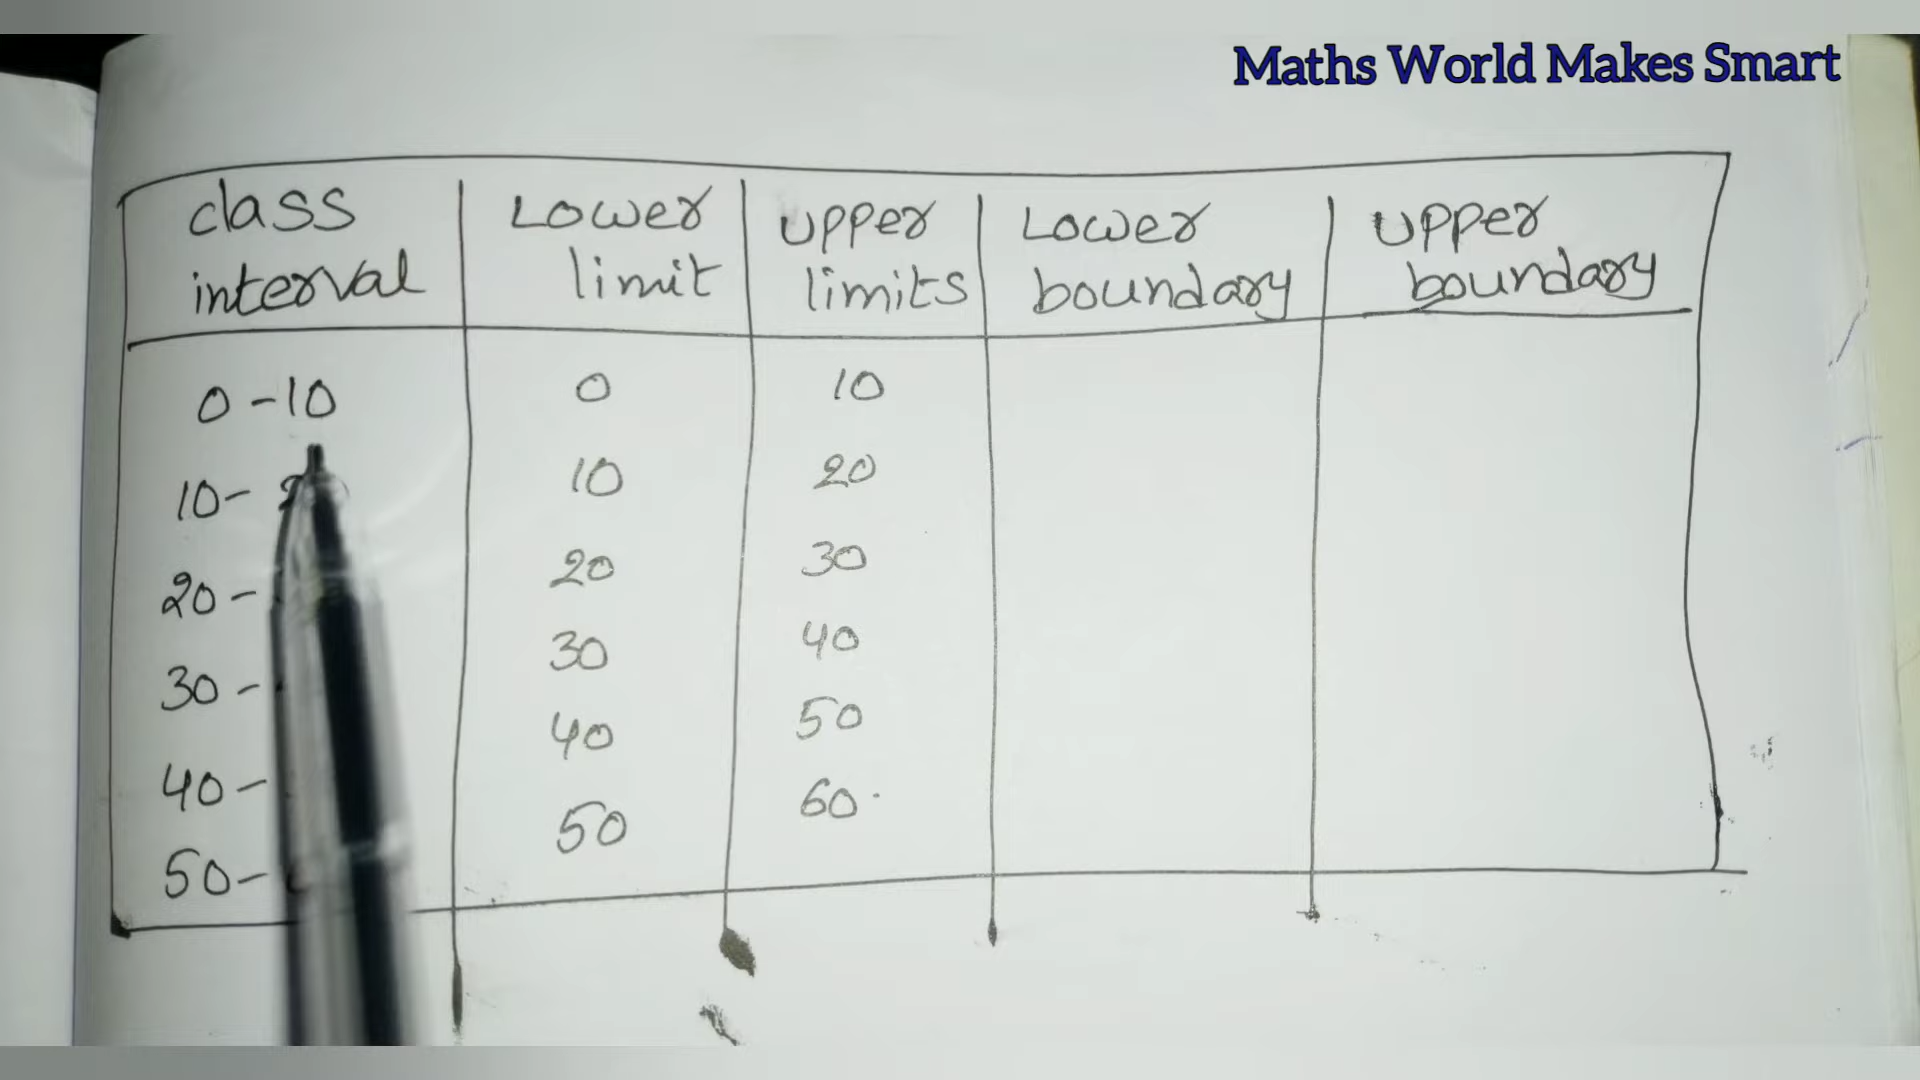 Maths World Makes Smart
class interval Lower limit Upper limits Lower boundary Upper boundary
0-10 0 10
10- 10 20
20- 20 30
30- 30 40
40- 40 50
50- 50 60